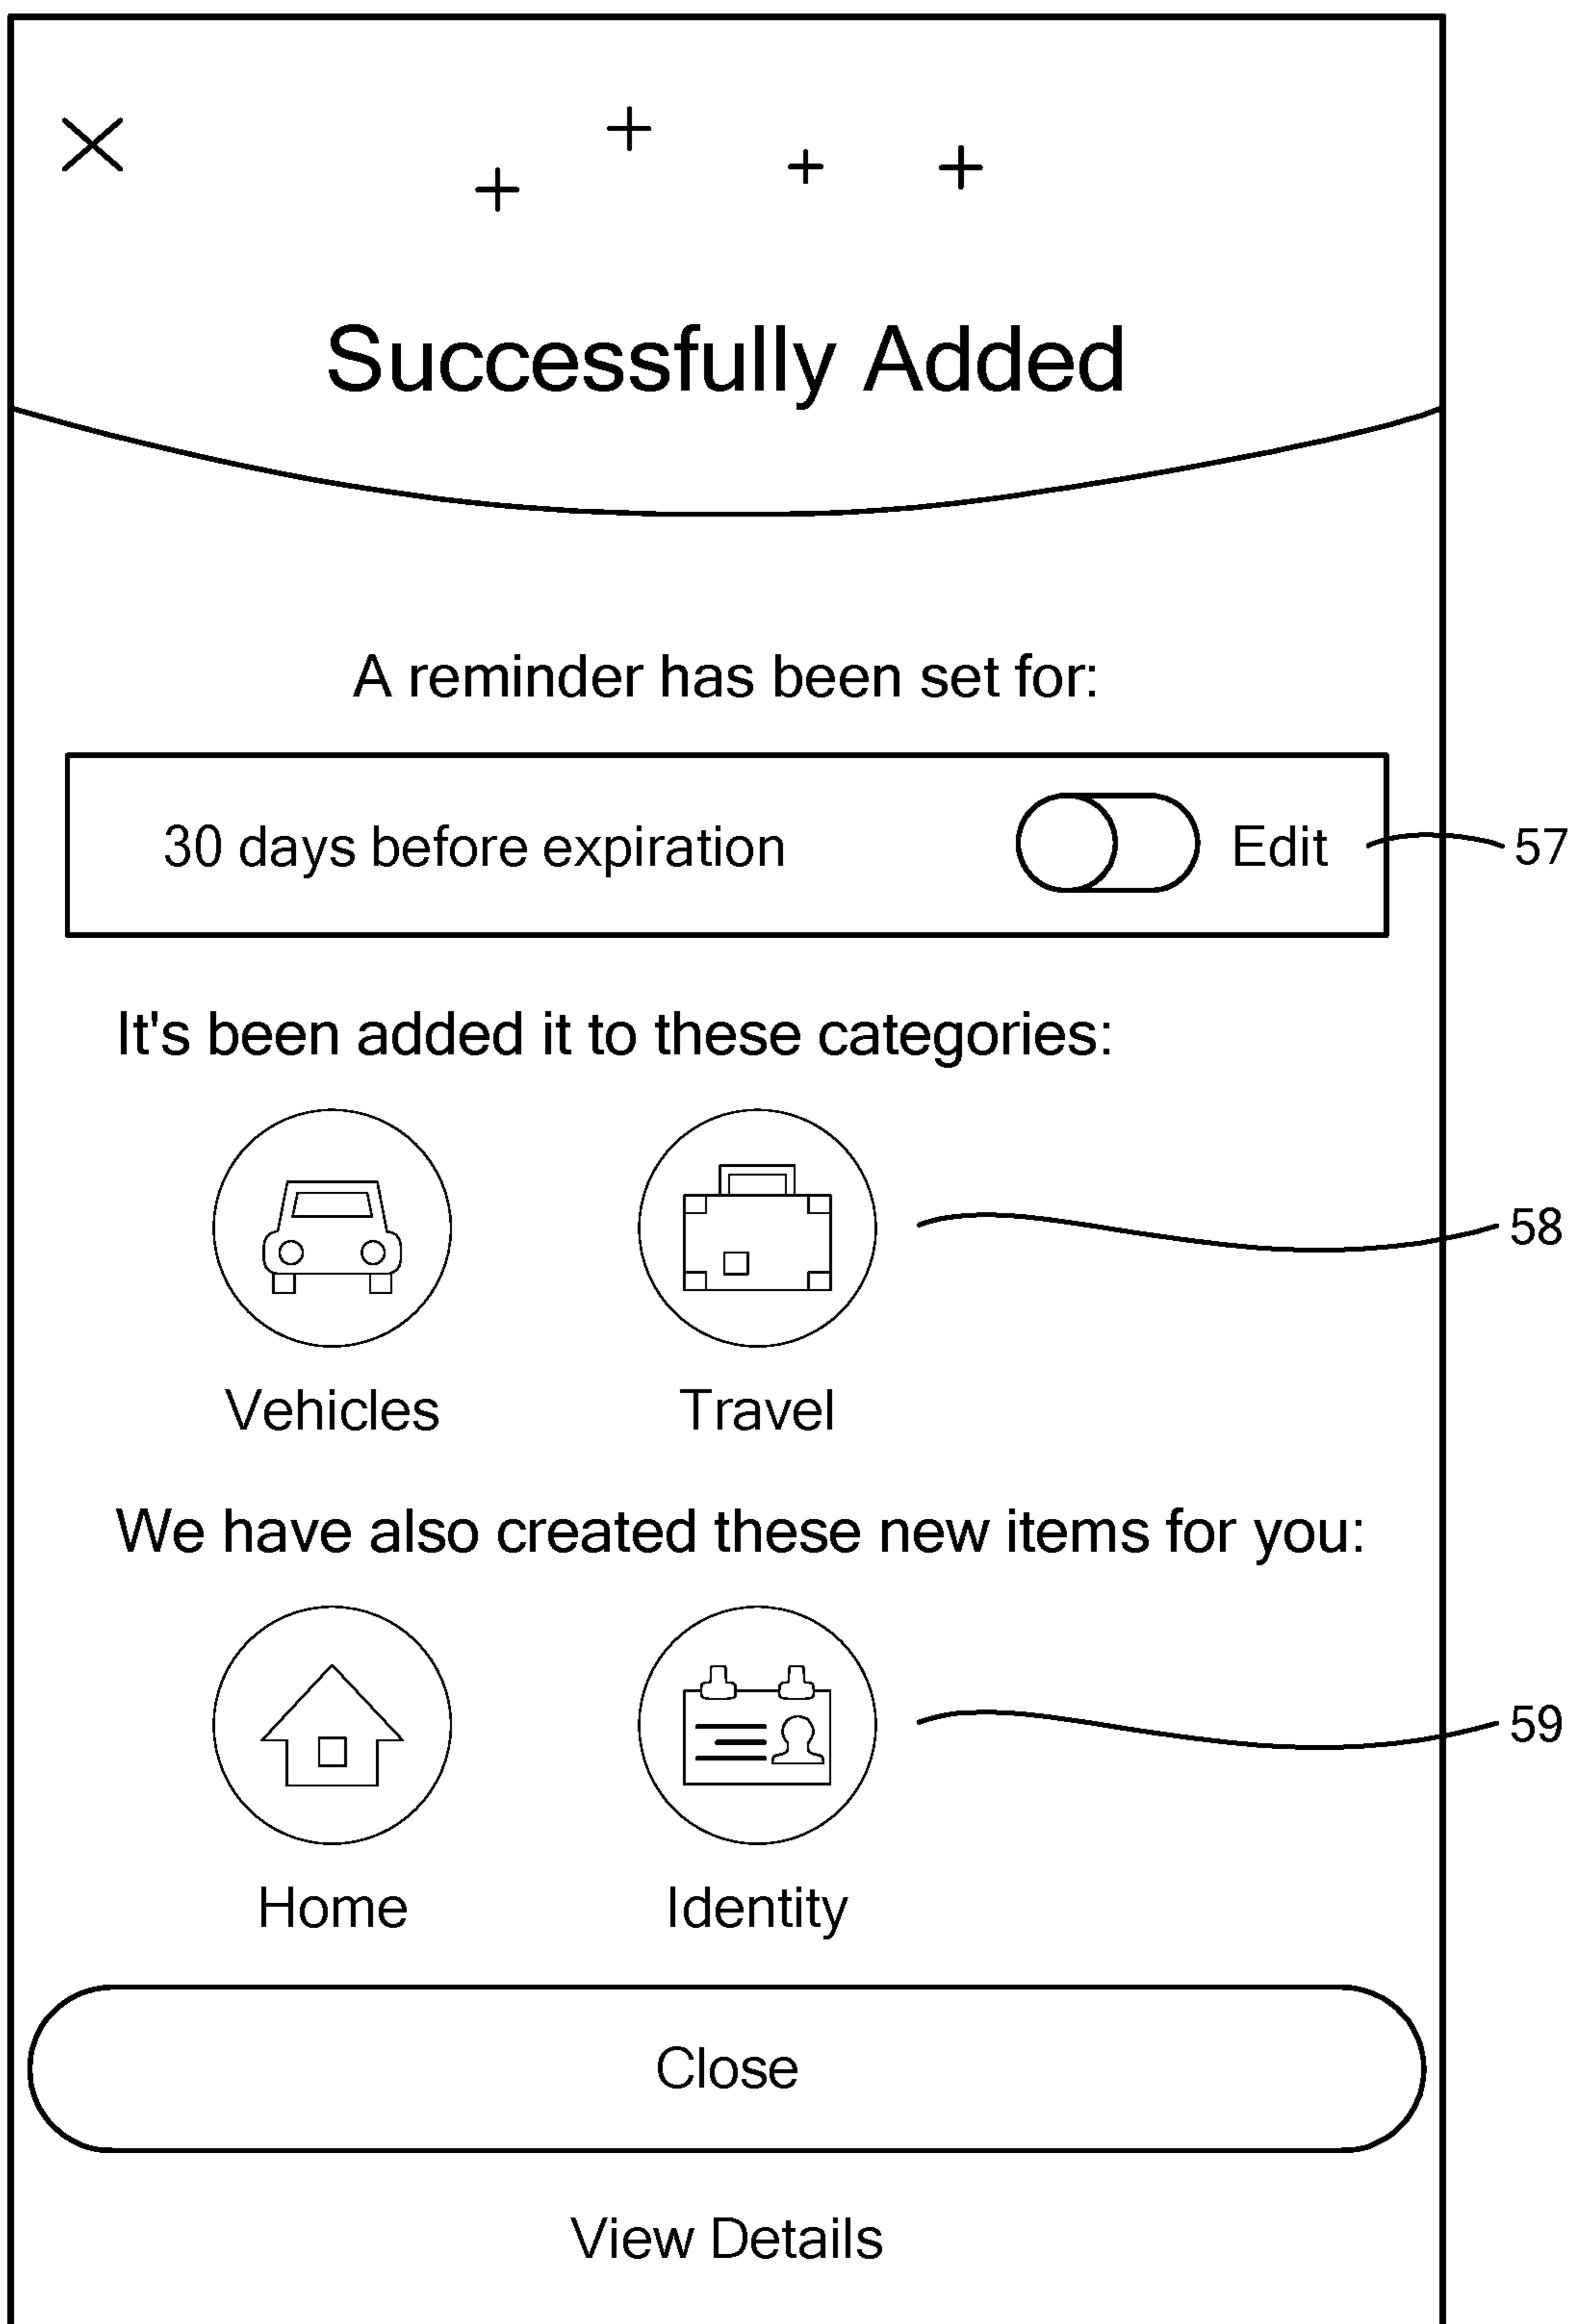 Successfully Added
A reminder has been set for:
30 days before expiration Edit 57
It's been added it to these categories:
58
Vehicles Travel
We have also created these new items for you:
59
Home Identity
Close
View Details